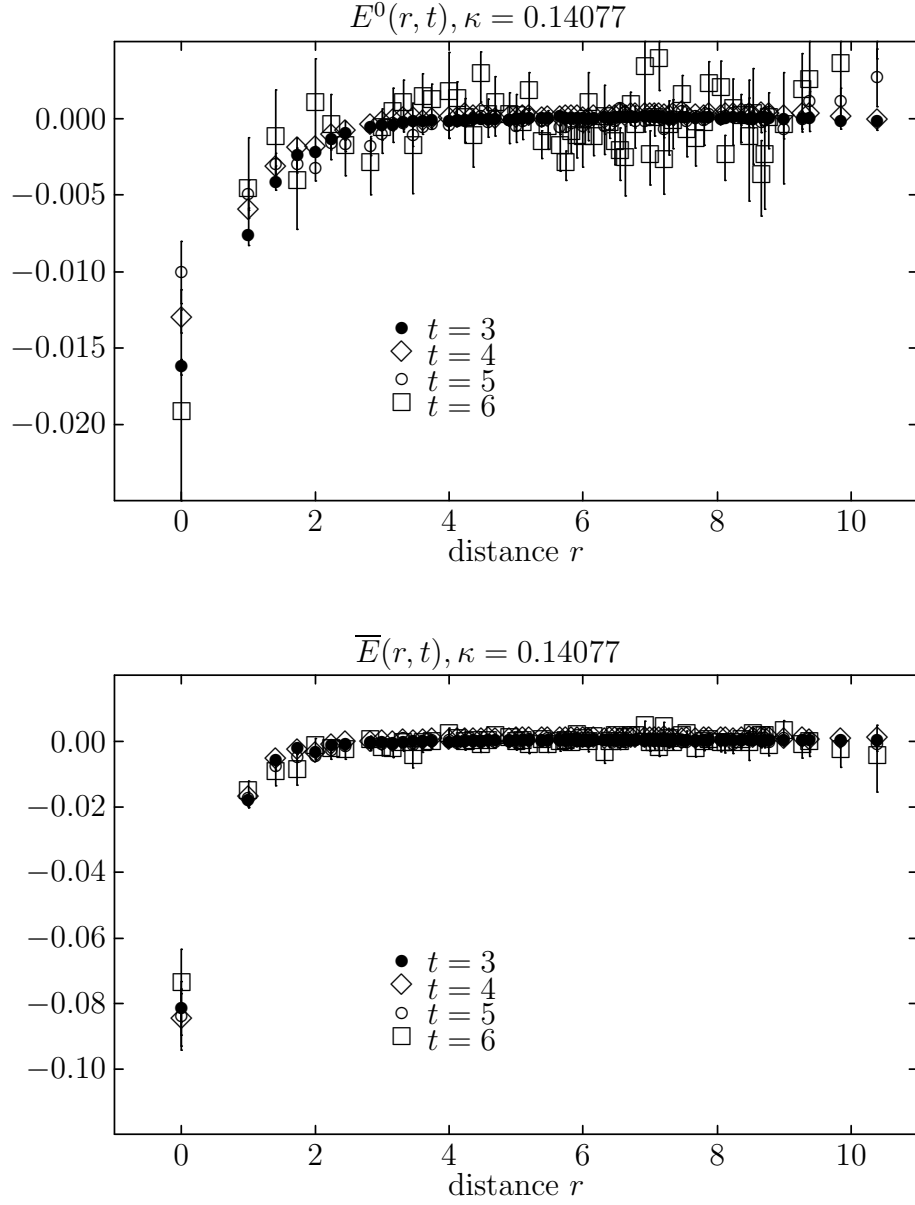 E⁰(r, t), κ = 0.14077
0.000
−0.005
−0.010
−0.015
−0.020
t = 3
t = 4
t = 5
t = 6
0 2 4 6 8 10
distance r
E̅(r, t), κ = 0.14077
0.00
−0.02
−0.04
−0.06
−0.08
−0.10
t = 3
t = 4
t = 5
t = 6
0 2 4 6 8 10
distance r